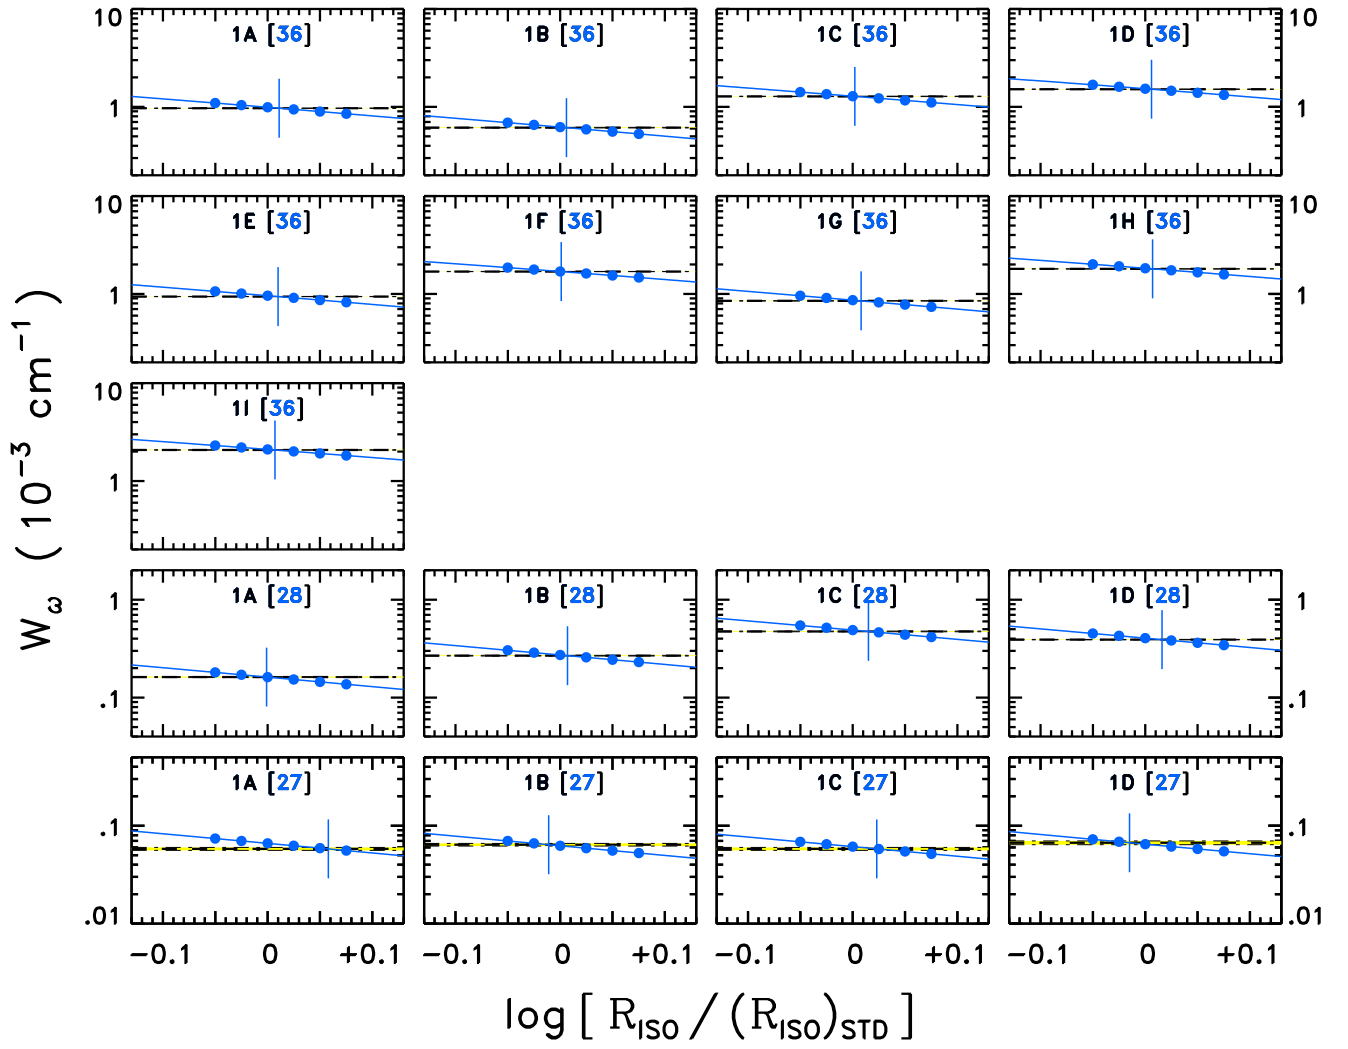 10 1A [36] 1B [36] 1C [36] 1D [36] 10
1 1
10 1E [36] 1F [36] 1G [36] 1H [36] 10
1 1
10 1I [36]
1
W_ω ( 10⁻³ cm⁻¹ )
1 1A [28] 1B [28] 1C [28] 1D [28] 1
.1 .1
1A [27] 1B [27] 1C [27] 1D [27]
.1 .1
.01 .01
−0.1 0 +0.1 −0.1 0 +0.1 −0.1 0 +0.1 −0.1 0 +0.1
log [ R_ISO / (R_ISO)_STD ]